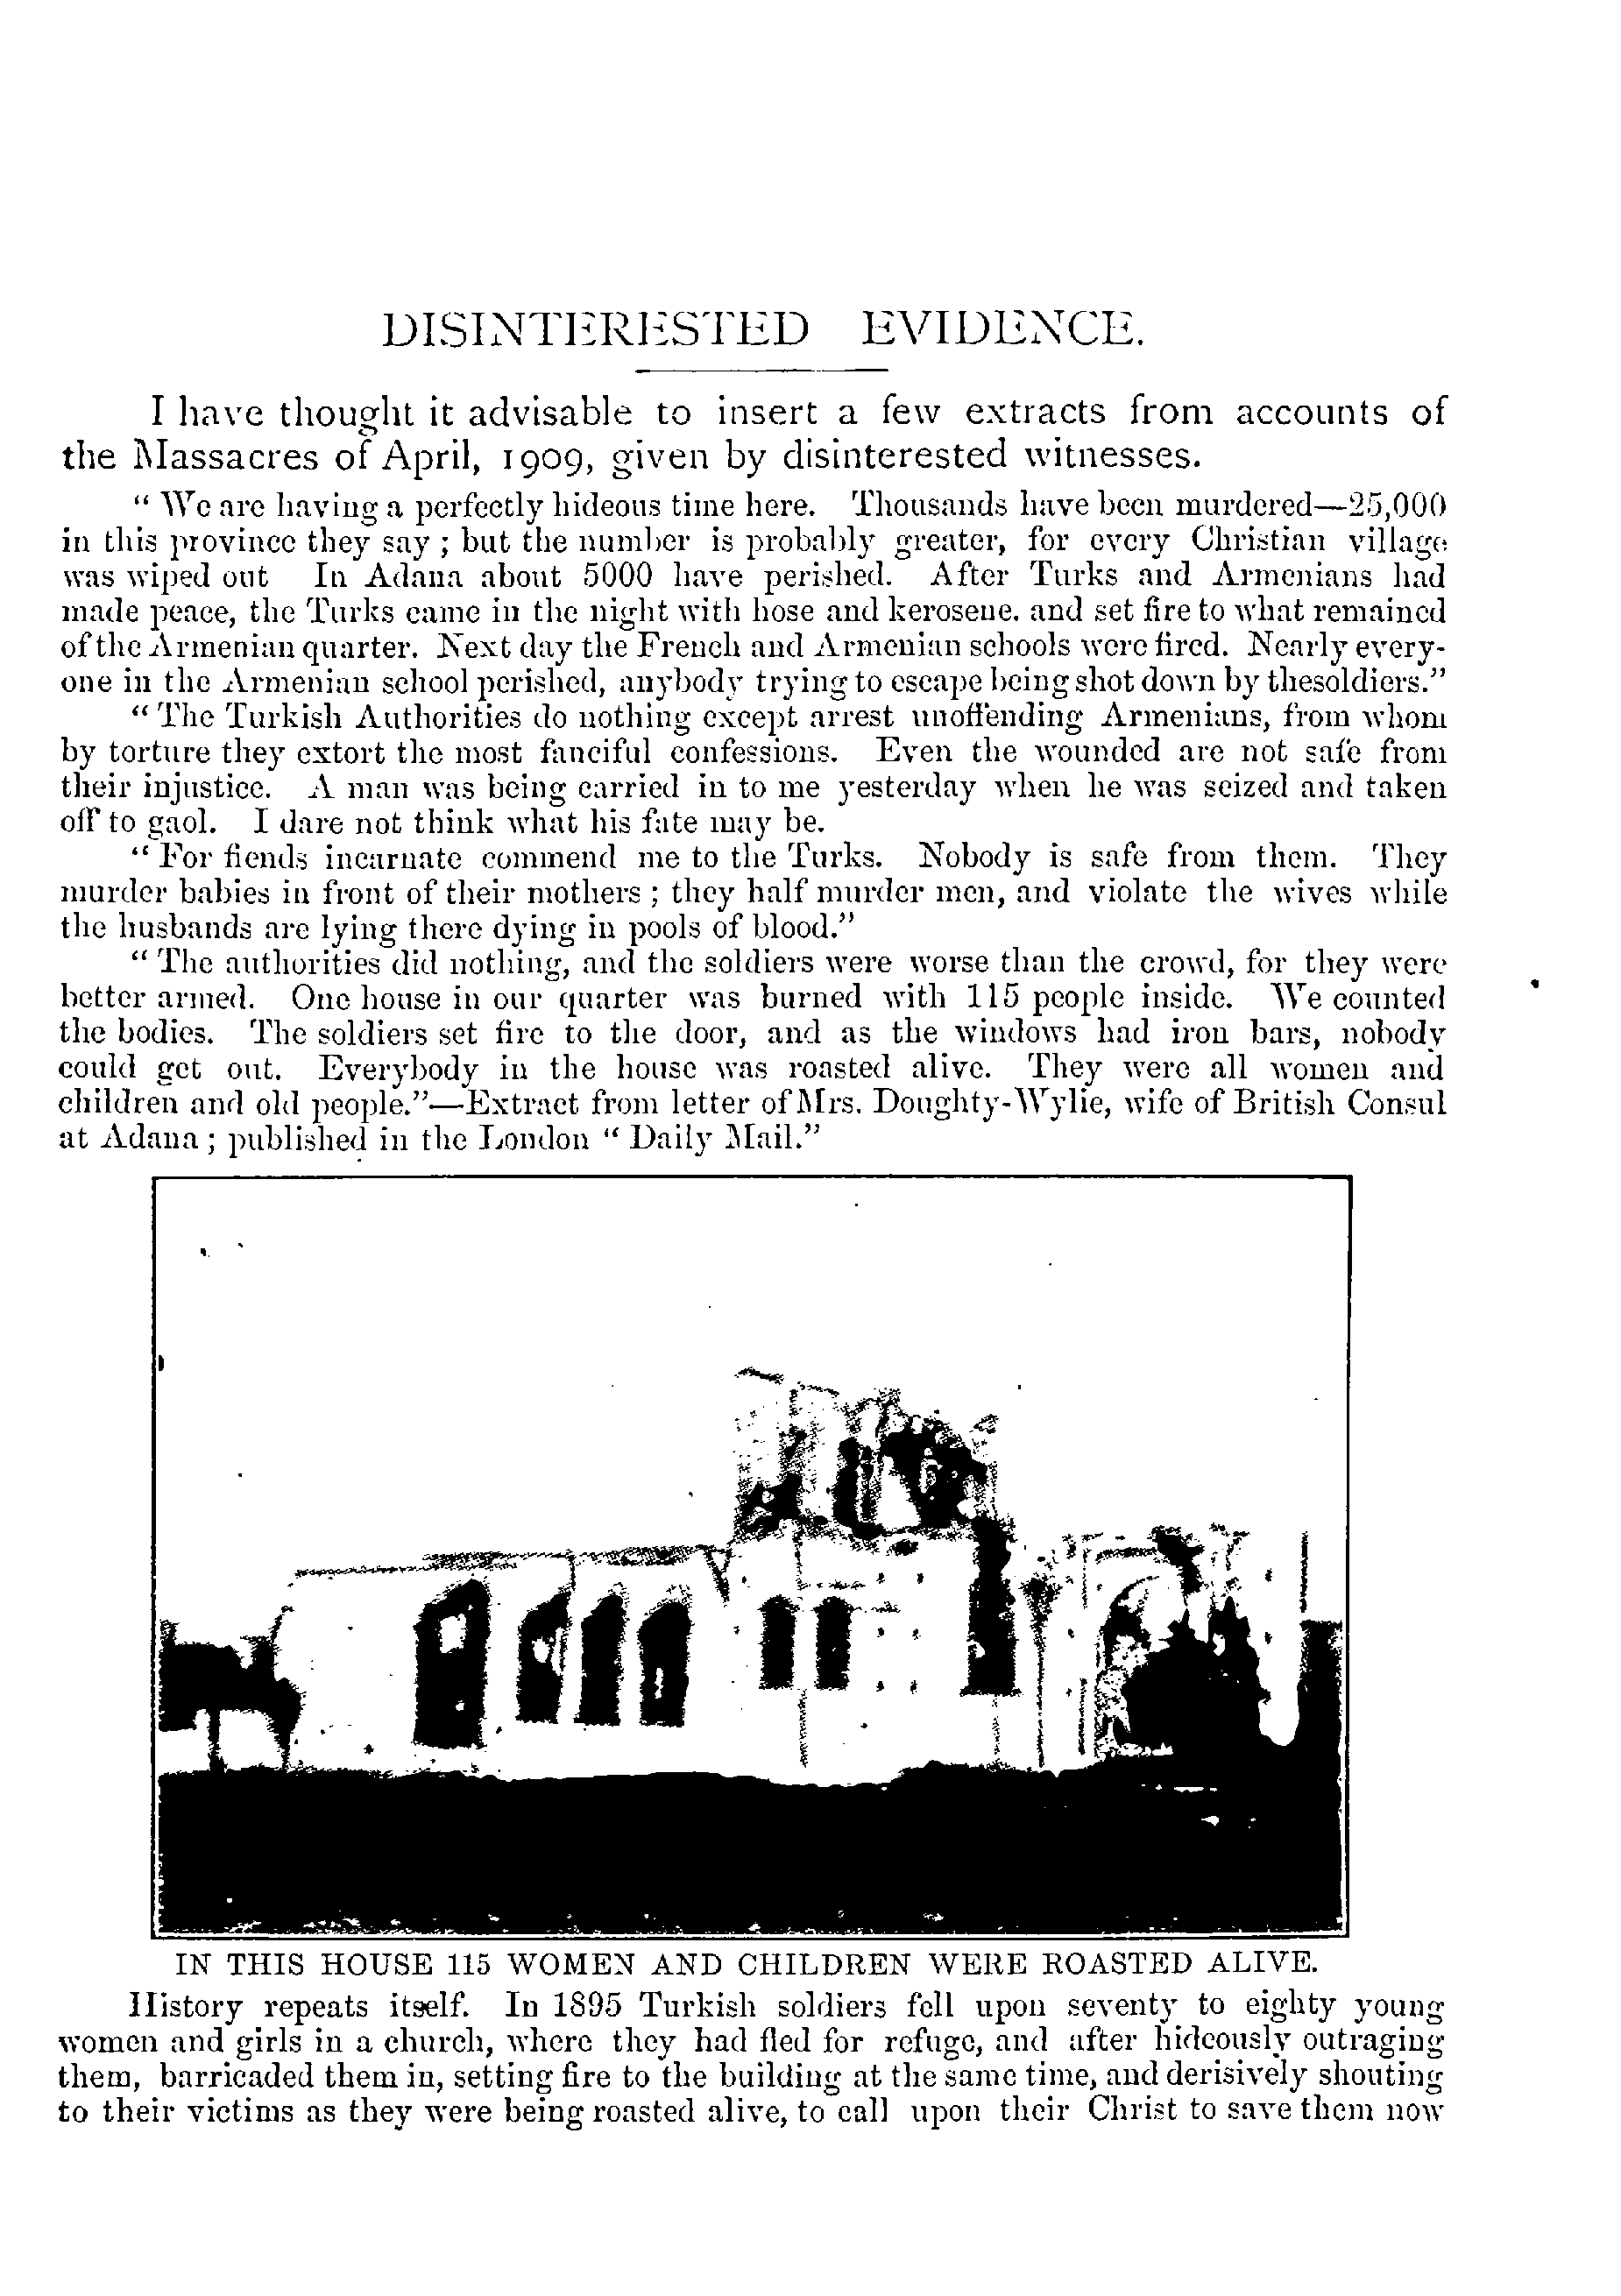 DISINTERESTED EVIDENCE.
I have thought it advisable to insert a few extracts from accounts of
the Massacres of April, 1909, given by disinterested witnesses.
“ We are having a perfectly hideous time here. Thousands have been murdered—25,000
in this province they say ; but the number is probably greater, for every Christian village
was wiped out In Adana about 5000 have perished. After Turks and Armenians had
made peace, the Turks came in the night with hose and kerosene. and set fire to what remained
of the Armenian quarter. Next day the French and Armenian schools were fired. Nearly every-
one in the Armenian school perished, anybody trying to escape being shot down by thesoldiers.”
“ The Turkish Authorities do nothing except arrest unoffending Armenians, from whom
by torture they extort the most fanciful confessions. Even the wounded are not safe from
their injustice. A man was being carried in to me yesterday when he was seized and taken
off to gaol. I dare not think what his fate may be.
“ For fiends incarnate commend me to the Turks. Nobody is safe from them. They
murder babies in front of their mothers ; they half murder men, and violate the wives while
the husbands are lying there dying in pools of blood.”
“ The authorities did nothing, and the soldiers were worse than the crowd, for they were
better armed. One house in our quarter was burned with 115 people inside. We counted
the bodies. The soldiers set fire to the door, and as the windows had iron bars, nobody
could get out. Everybody in the house was roasted alive. They were all women and
children and old people.”—Extract from letter of Mrs. Doughty-Wylie, wife of British Consul
at Adana ; published in the London “ Daily Mail.”
IN THIS HOUSE 115 WOMEN AND CHILDREN WERE ROASTED ALIVE.
History repeats itself. In 1895 Turkish soldiers fell upon seventy to eighty young
women and girls in a church, where they had fled for refuge, and after hideously outraging
them, barricaded them in, setting fire to the building at the same time, and derisively shouting
to their victims as they were being roasted alive, to call upon their Christ to save them now